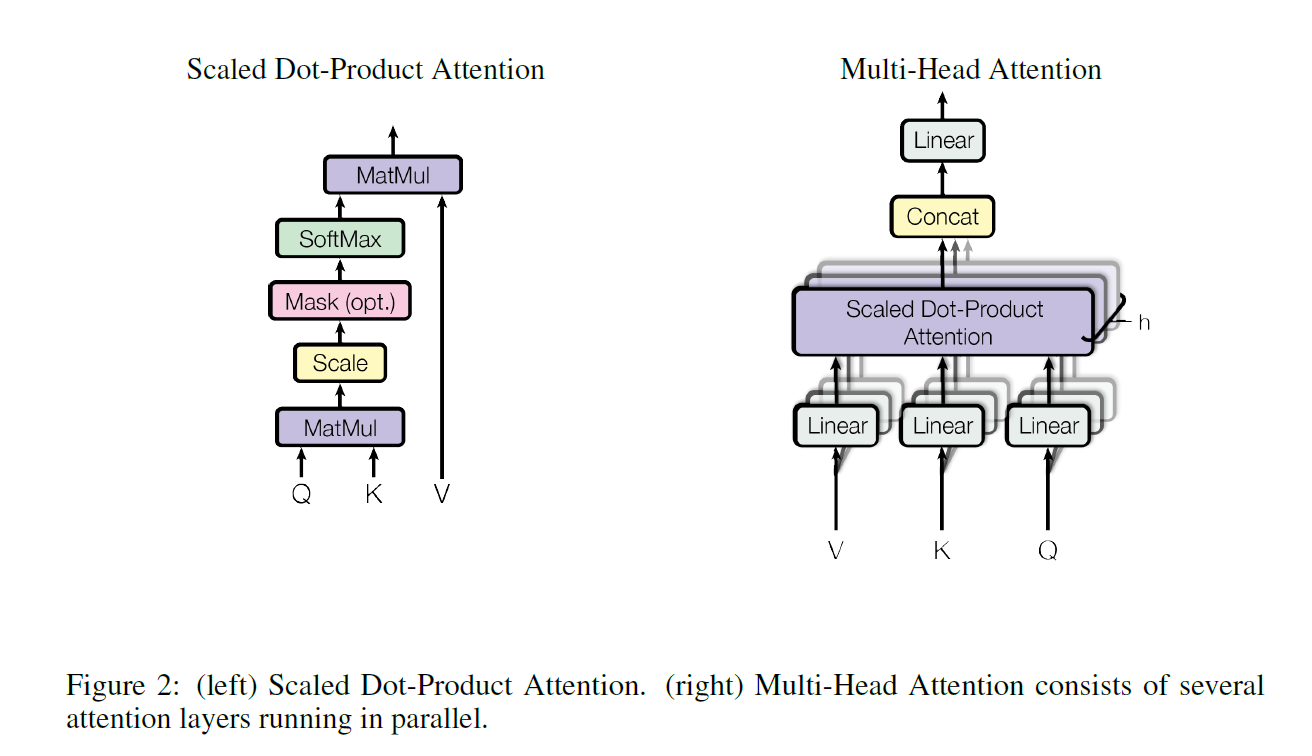 Scaled Dot-Product Attention
MatMul
SoftMax
Mask (opt.)
Scale
MatMul
Q K V
Multi-Head Attention
Linear
Concat
Scaled Dot-Product
Attention
h
Linear Linear Linear
V K Q
Figure 2: (left) Scaled Dot-Product Attention. (right) Multi-Head Attention consists of several
attention layers running in parallel.